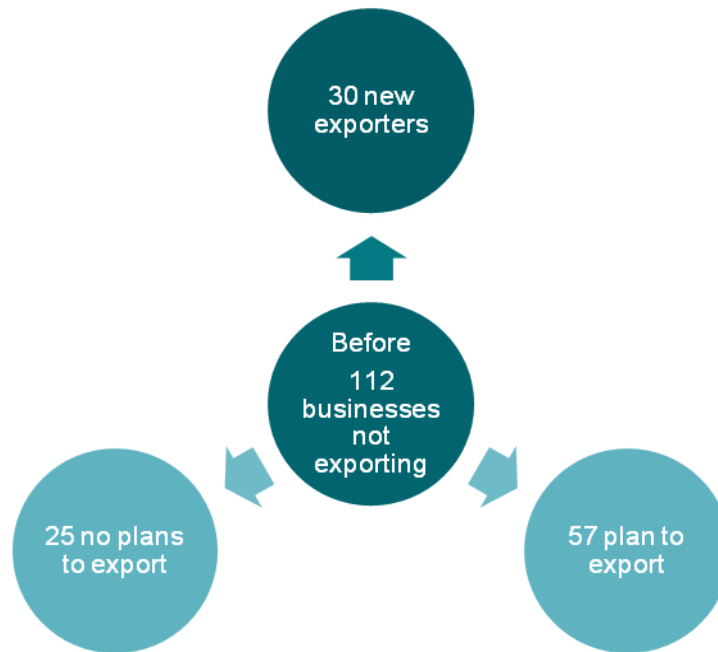 30 new
exporters
Before
112
businesses
not
exporting
25 no plans
to export
57 plan to
export